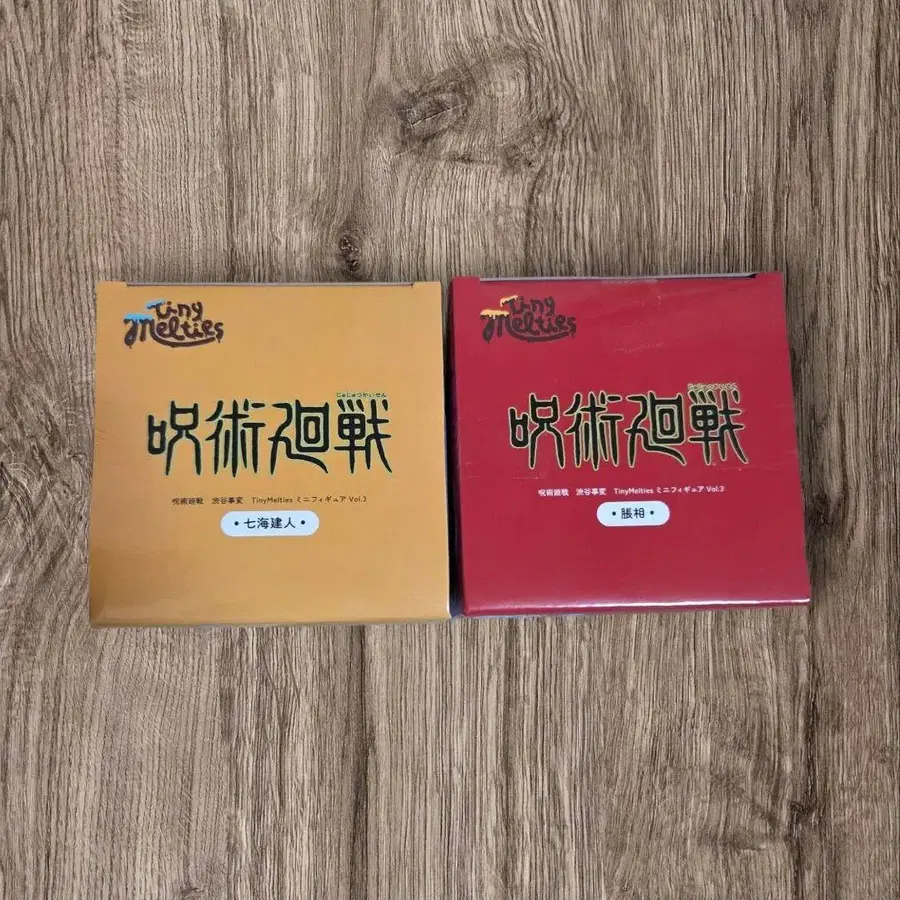 Tiny
Melties
じゅじゅつかいせん
呪術廻戦
呪術廻戦 渋谷事変 TinyMelties ミニフィギュア Vol.3
・七海建人・
Tiny
Melties
じゅじゅつかいせん
呪術廻戦
呪術廻戦 渋谷事変 TinyMelties ミニフィギュア Vol.3
・脹相・